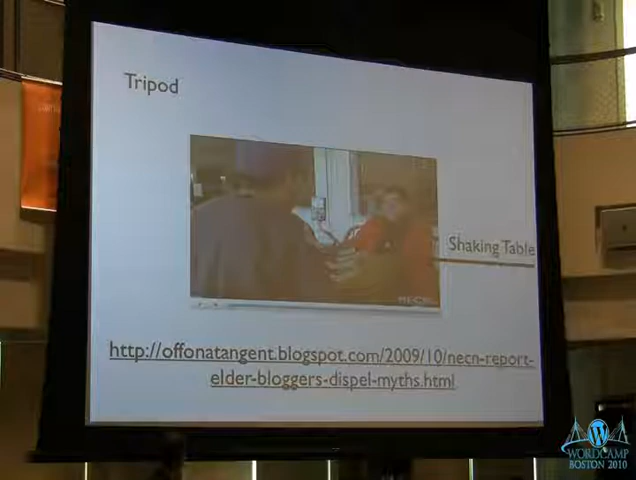 Tripod
Shaking Table
NECN
http://offonatangent.blogspot.com/2009/10/necn-report-
elder-bloggers-dispel-myths.html
WORDCAMP
BOSTON 2010